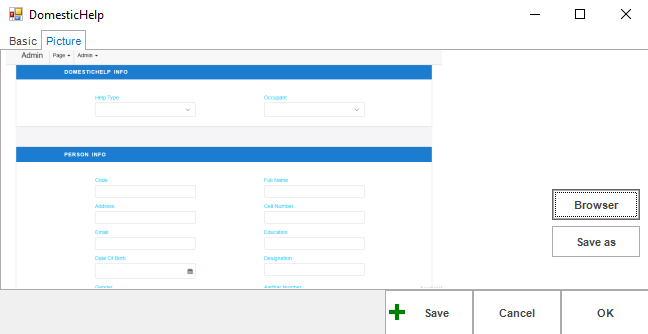 DomesticHelp
Basic Picture
Admin Page Admin
DOMESTICHELP INFO
Help Type Occupant
PERSON INFO
Code Full Name
Address Cell Number
Email Education
Date Of Birth Designation
Gender Aadhar Number
Browser
Save as
Save Cancel OK